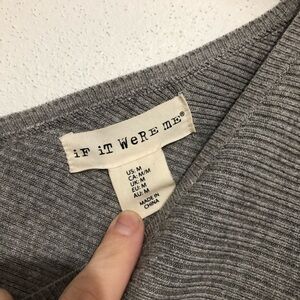 iF iT WeRE mE®
US: M
CA: M/M
UK: M
EU: M
AU: M
MADE IN
CHINA